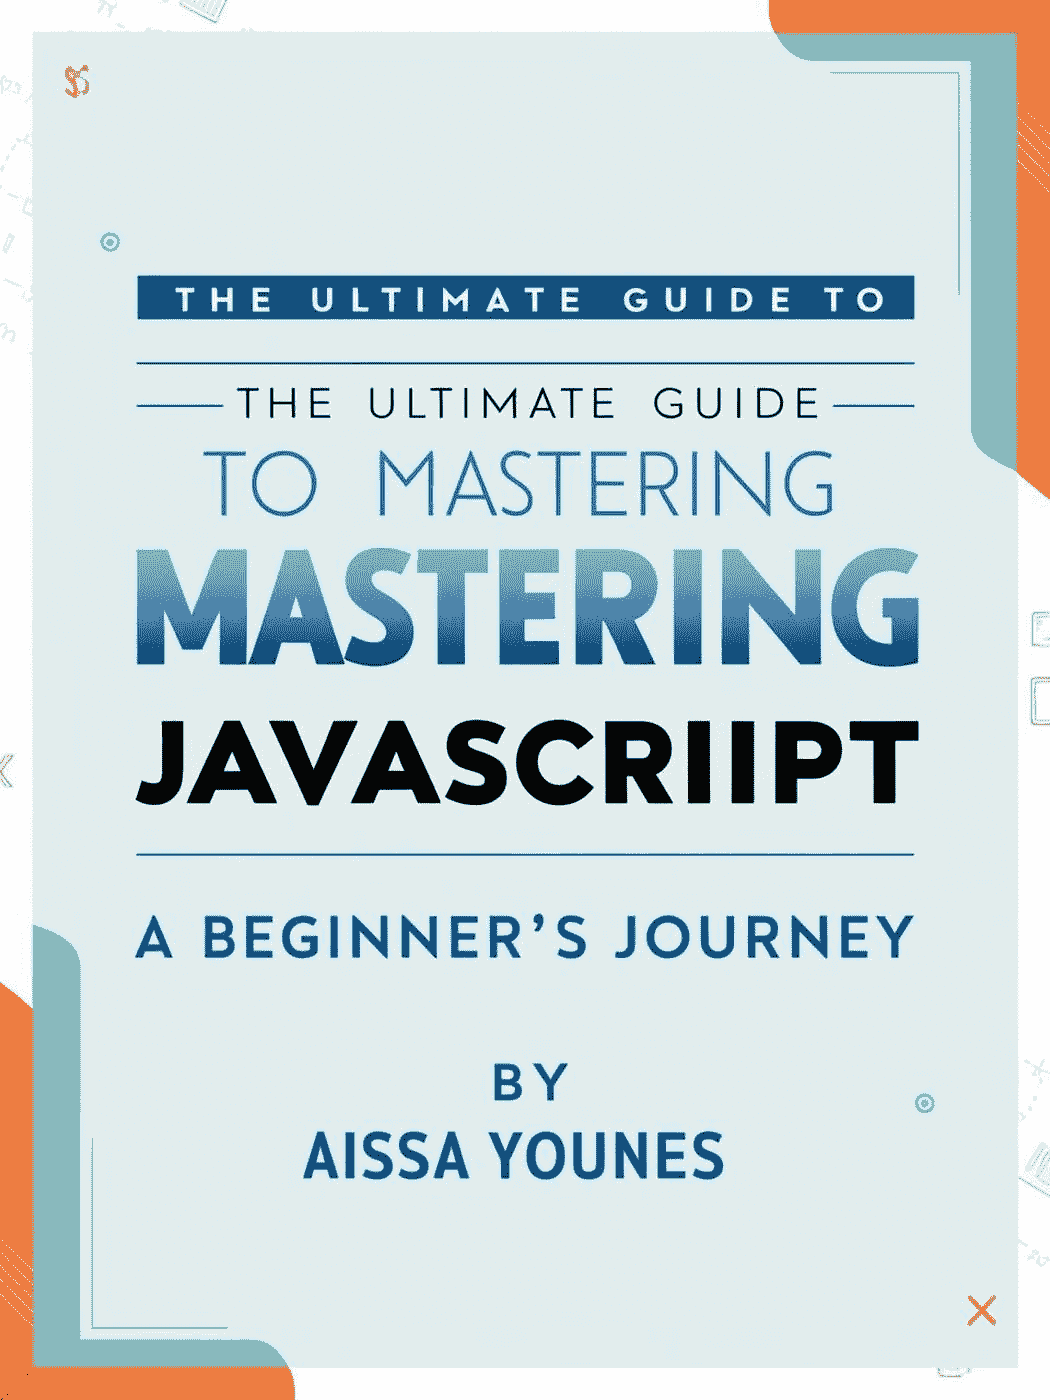 THE ULTIMATE GUIDE TO
THE ULTIMATE GUIDE
TO MASTERING
MASTERING
JAVASCRIIPT
A BEGINNER’S JOURNEY
BY
AISSA YOUNES